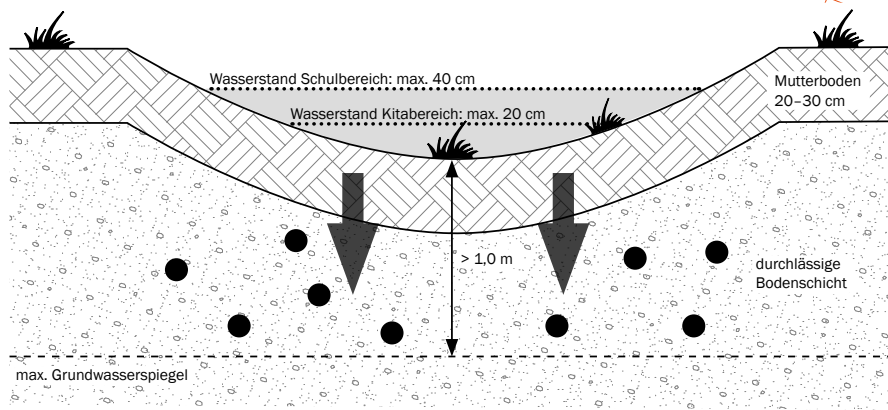 Wasserstand Schulbereich: max. 40 cm
Mutterboden
20–30 cm
Wasserstand Kitabereich: max. 20 cm
> 1,0 m
durchlässige
Bodenschicht
max. Grundwasserspiegel